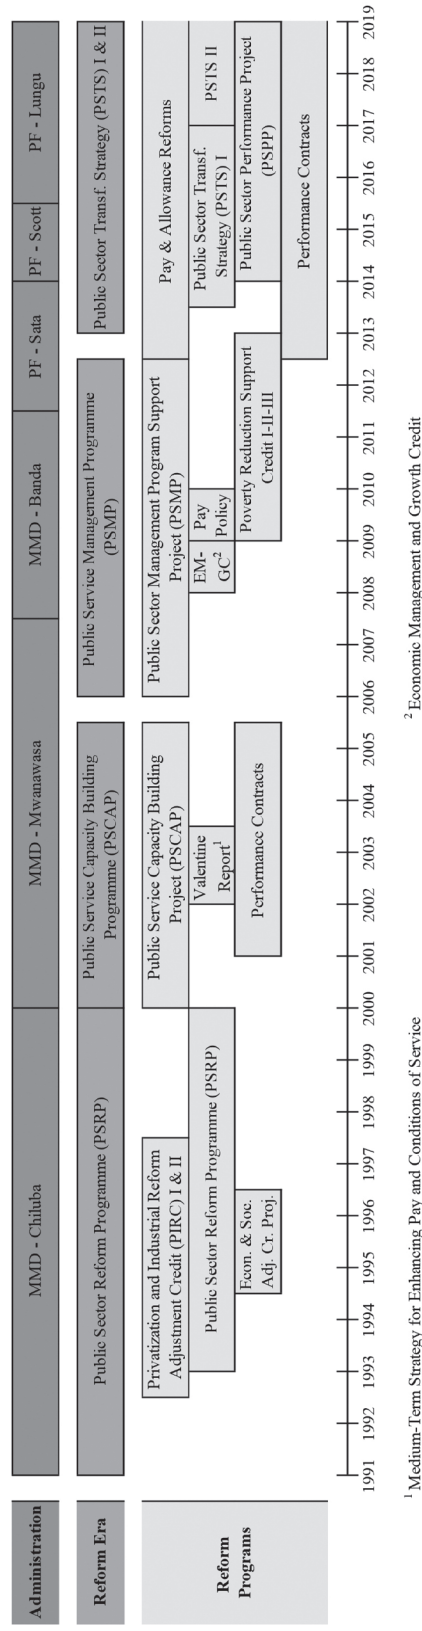 Administration
MMD - Chiluba
MMD - Mwanawasa
MMD - Banda
PF - Sata
PF - Scott
PF - Lungu
Reform Era
Public Sector Reform Programme (PSRP)
Public Service Capacity Building
Programme (PSCAP)
Public Service Management Programme
(PSMP)
Public Sector Transf. Strategy (PSTS) I & II
Reform
Programs
Privatization and Industrial Reform
Adjustment Credit (PIRC) I & II
Public Service Capacity Building
Project (PSCAP)
Public Sector Management Program Support
Project (PSMP)
Pay & Allowance Reforms
Public Sector Reform Programme (PSRP)
Valentine
Report¹
EM-
GC²
Pay
Policy
Public Sector Transf.
Strategy (PSTS) I
PSTS II
Econ. & Soc.
Adj. Cr. Proj.
Performance Contracts
Poverty Reduction Support
Credit I-II-III
Public Sector Performance Project
(PSPP)
Performance Contracts
1991 1992 1993 1994 1995 1996 1997 1998 1999 2000 2001 2002 2003 2004 2005 2006 2007 2008 2009 2010 2011 2012 2013 2014 2015 2016 2017 2018 2019
¹ Medium-Term Strategy for Enhancing Pay and Conditions of Service
² Economic Management and Growth Credit